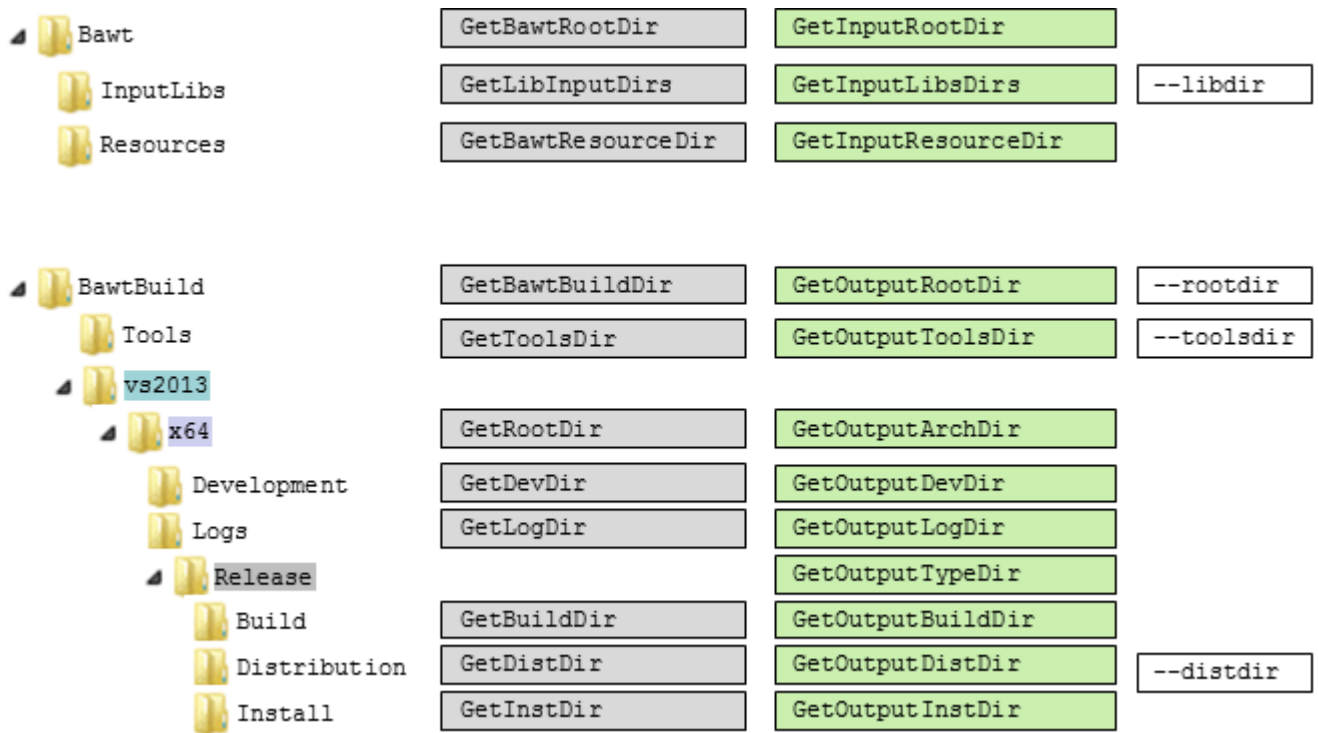 Bawt GetBawtRootDir GetInputRootDir
InputLibs GetLibInputDirs GetInputLibsDirs --libdir
Resources GetBawtResourceDir GetInputResourceDir
BawtBuild GetBawtBuildDir GetOutputRootDir --rootdir
Tools GetToolsDir GetOutputToolsDir --toolsdir
vs2013
x64 GetRootDir GetOutputArchDir
Development GetDevDir GetOutputDevDir
Logs GetLogDir GetOutputLogDir
Release GetOutputTypeDir
Build GetBuildDir GetOutputBuildDir
Distribution GetDistDir GetOutputDistDir --distdir
Install GetInstDir GetOutputInstDir